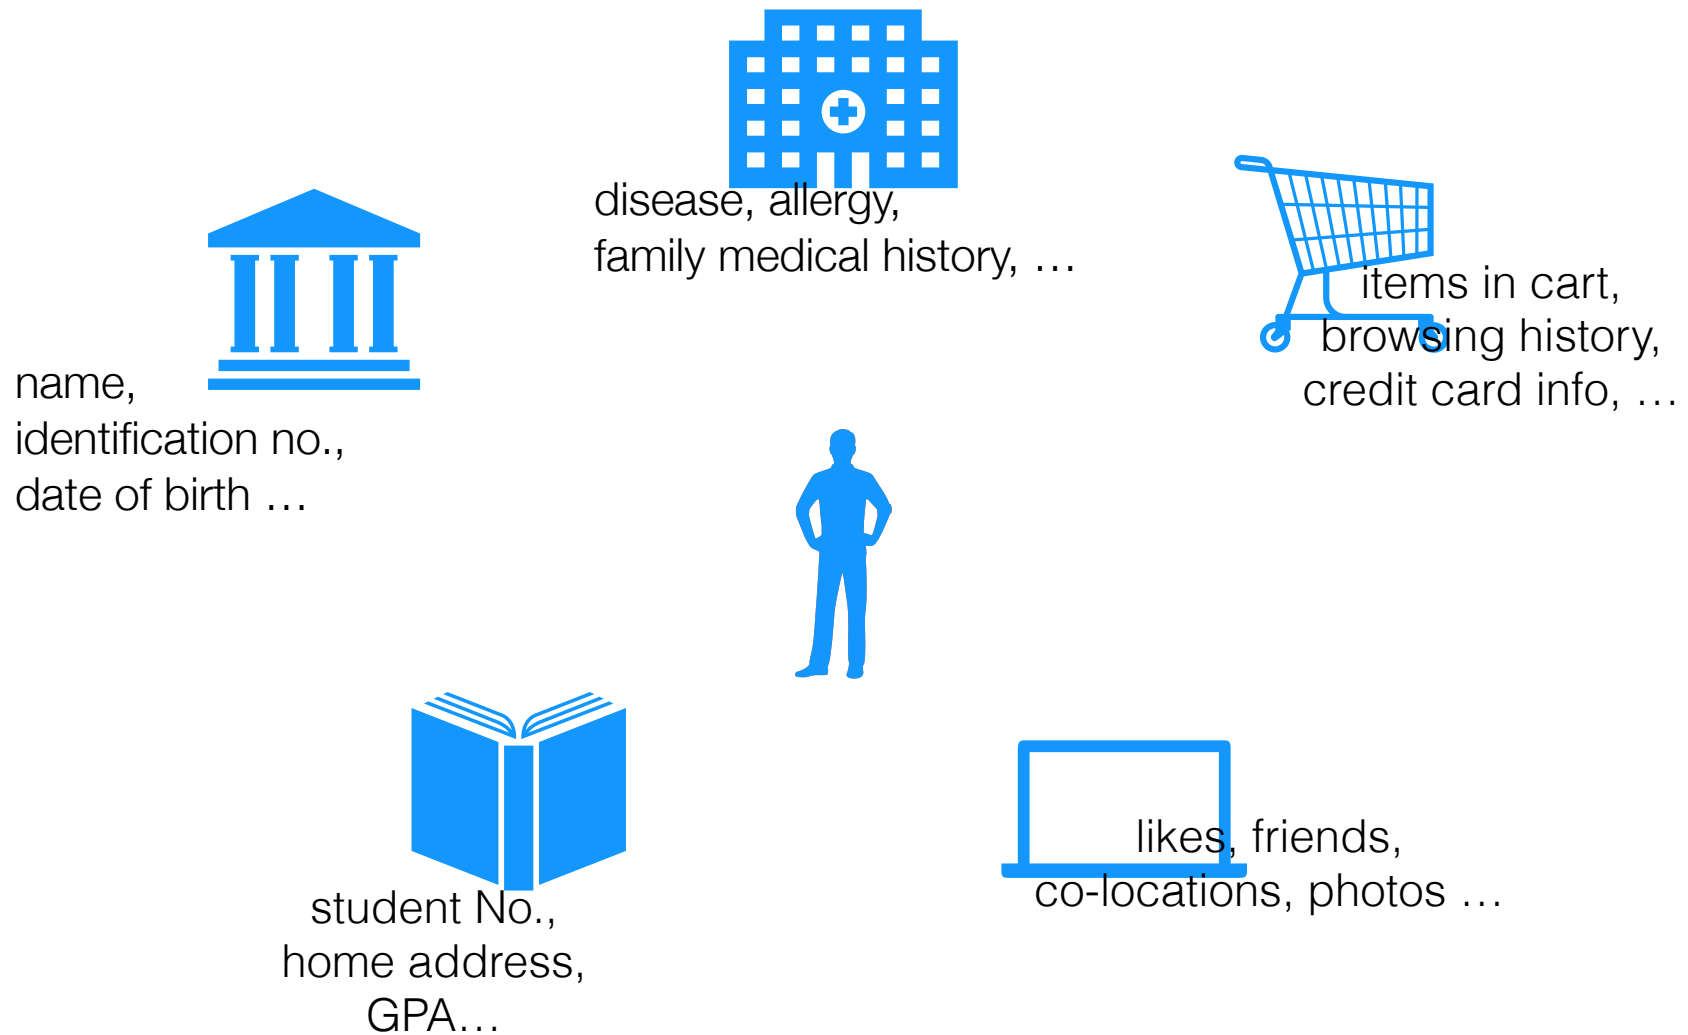 disease, allergy,
family medical history, …
items in cart,
browsing history,
credit card info, …
name,
identification no.,
date of birth …
student No.,
home address,
GPA…
likes, friends,
co-locations, photos …